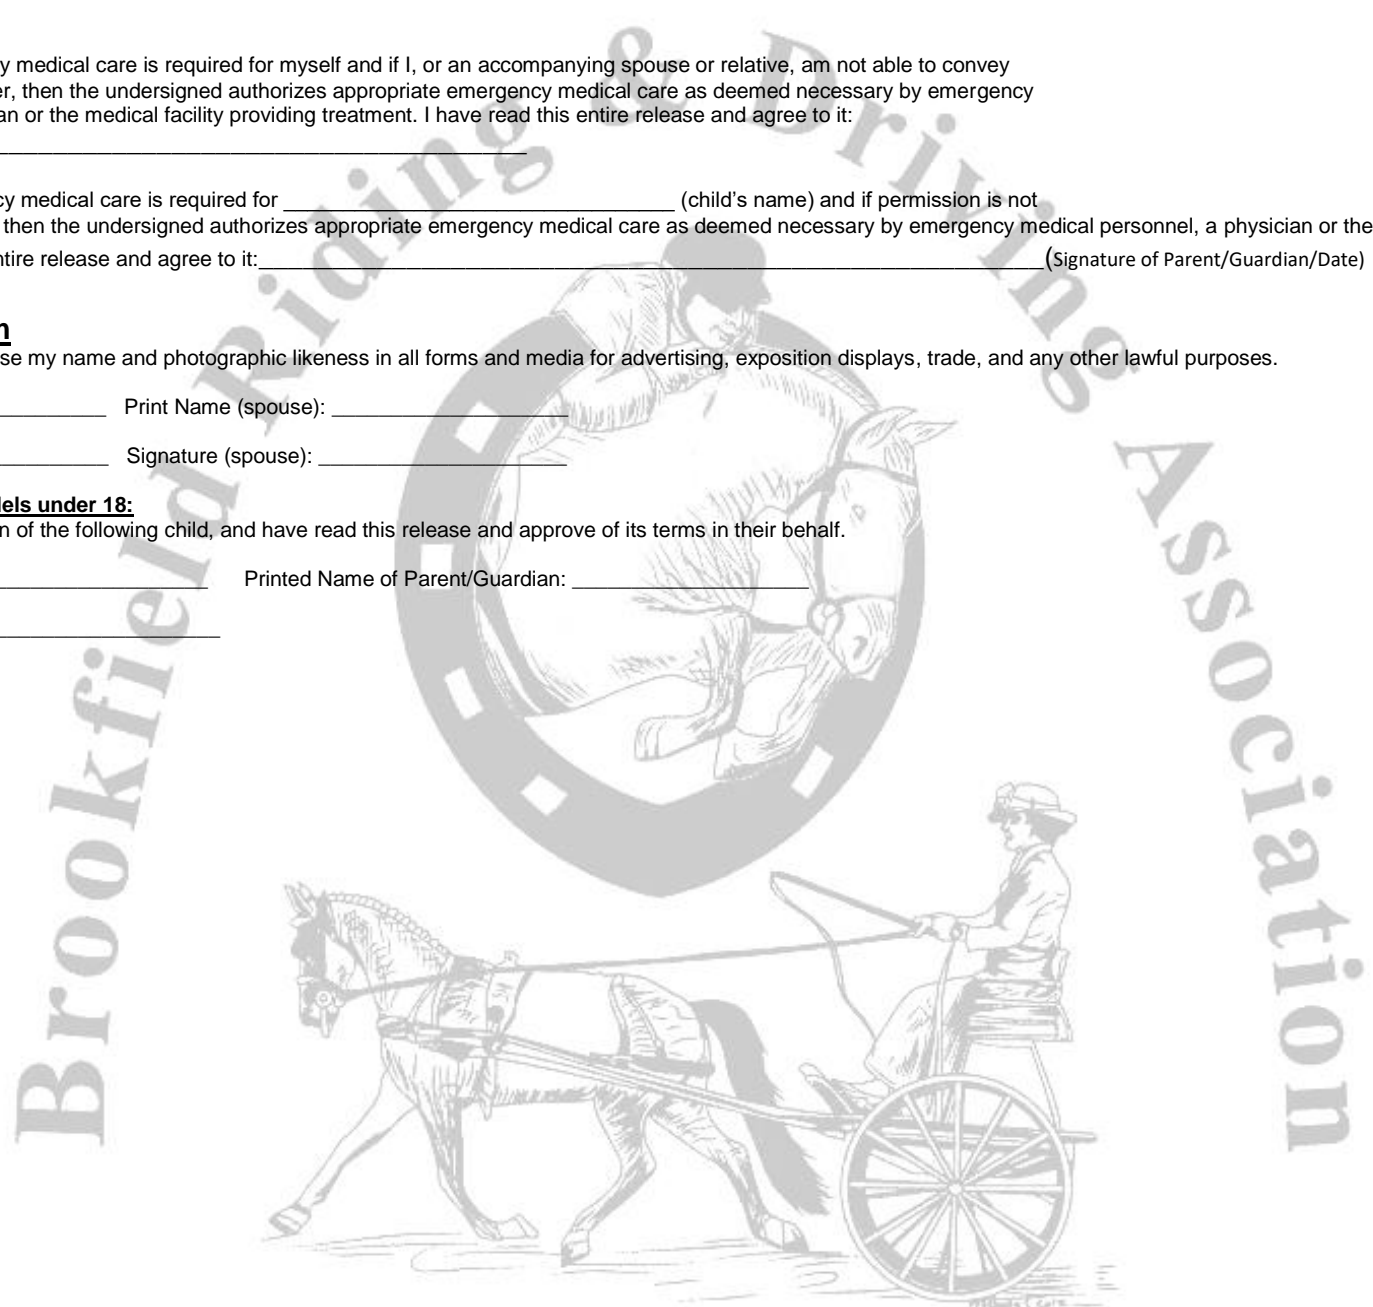 Brookfield Riding & Driving Association
y medical care is required for myself and if I, or an accompanying spouse or relative, am not able to convey
er, then the undersigned authorizes appropriate emergency medical care as deemed necessary by emergency
an or the medical facility providing treatment. I have read this entire release and agree to it:
cy medical care is required for ________________________________ (child's name) and if permission is not
then the undersigned authorizes appropriate emergency medical care as deemed necessary by emergency medical personnel, a physician or the
ntire release and agree to it:________________________________(Signature of Parent/Guardian/Date)
n
se my name and photographic likeness in all forms and media for advertising, exposition displays, trade, and any other lawful purposes.
__________ Print Name (spouse): ____________________
__________ Signature (spouse): ____________________
dels under 18:
n of the following child, and have read this release and approve of its terms in their behalf.
__________________ Printed Name of Parent/Guardian: ____________________